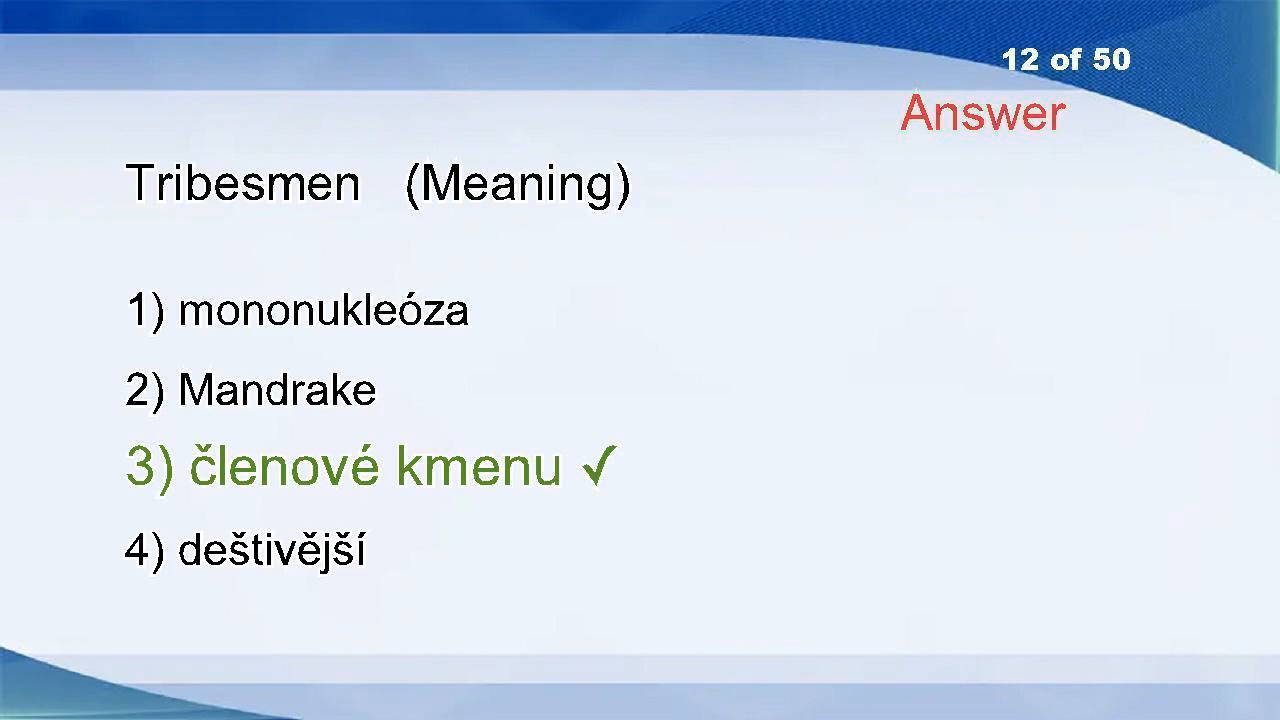 12 of 50
Answer
Tribesmen (Meaning)
1) mononukleóza
2) Mandrake
3) členové kmenu ✓
4) deštivější